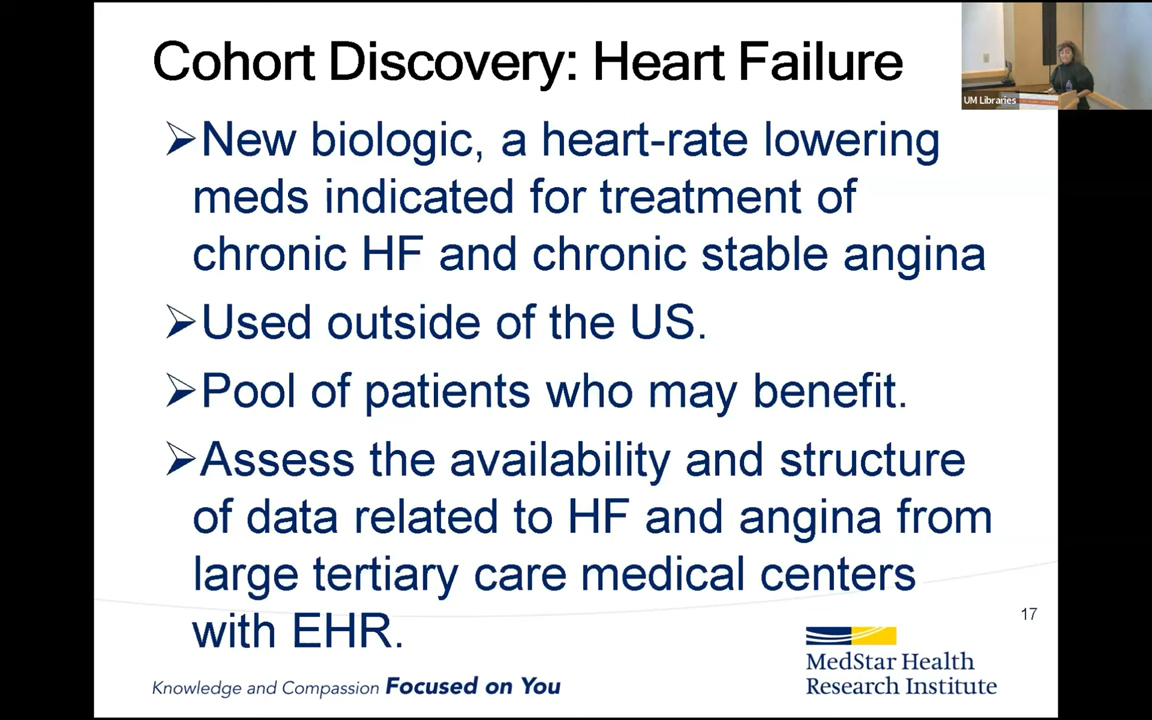 Cohort Discovery: Heart Failure
UM Libraries
➢New biologic, a heart-rate lowering
meds indicated for treatment of
chronic HF and chronic stable angina
➢Used outside of the US.
➢Pool of patients who may benefit.
➢Assess the availability and structure
of data related to HF and angina from
large tertiary care medical centers
with EHR.
17
MedStar Health
Research Institute
Knowledge and Compassion Focused on You